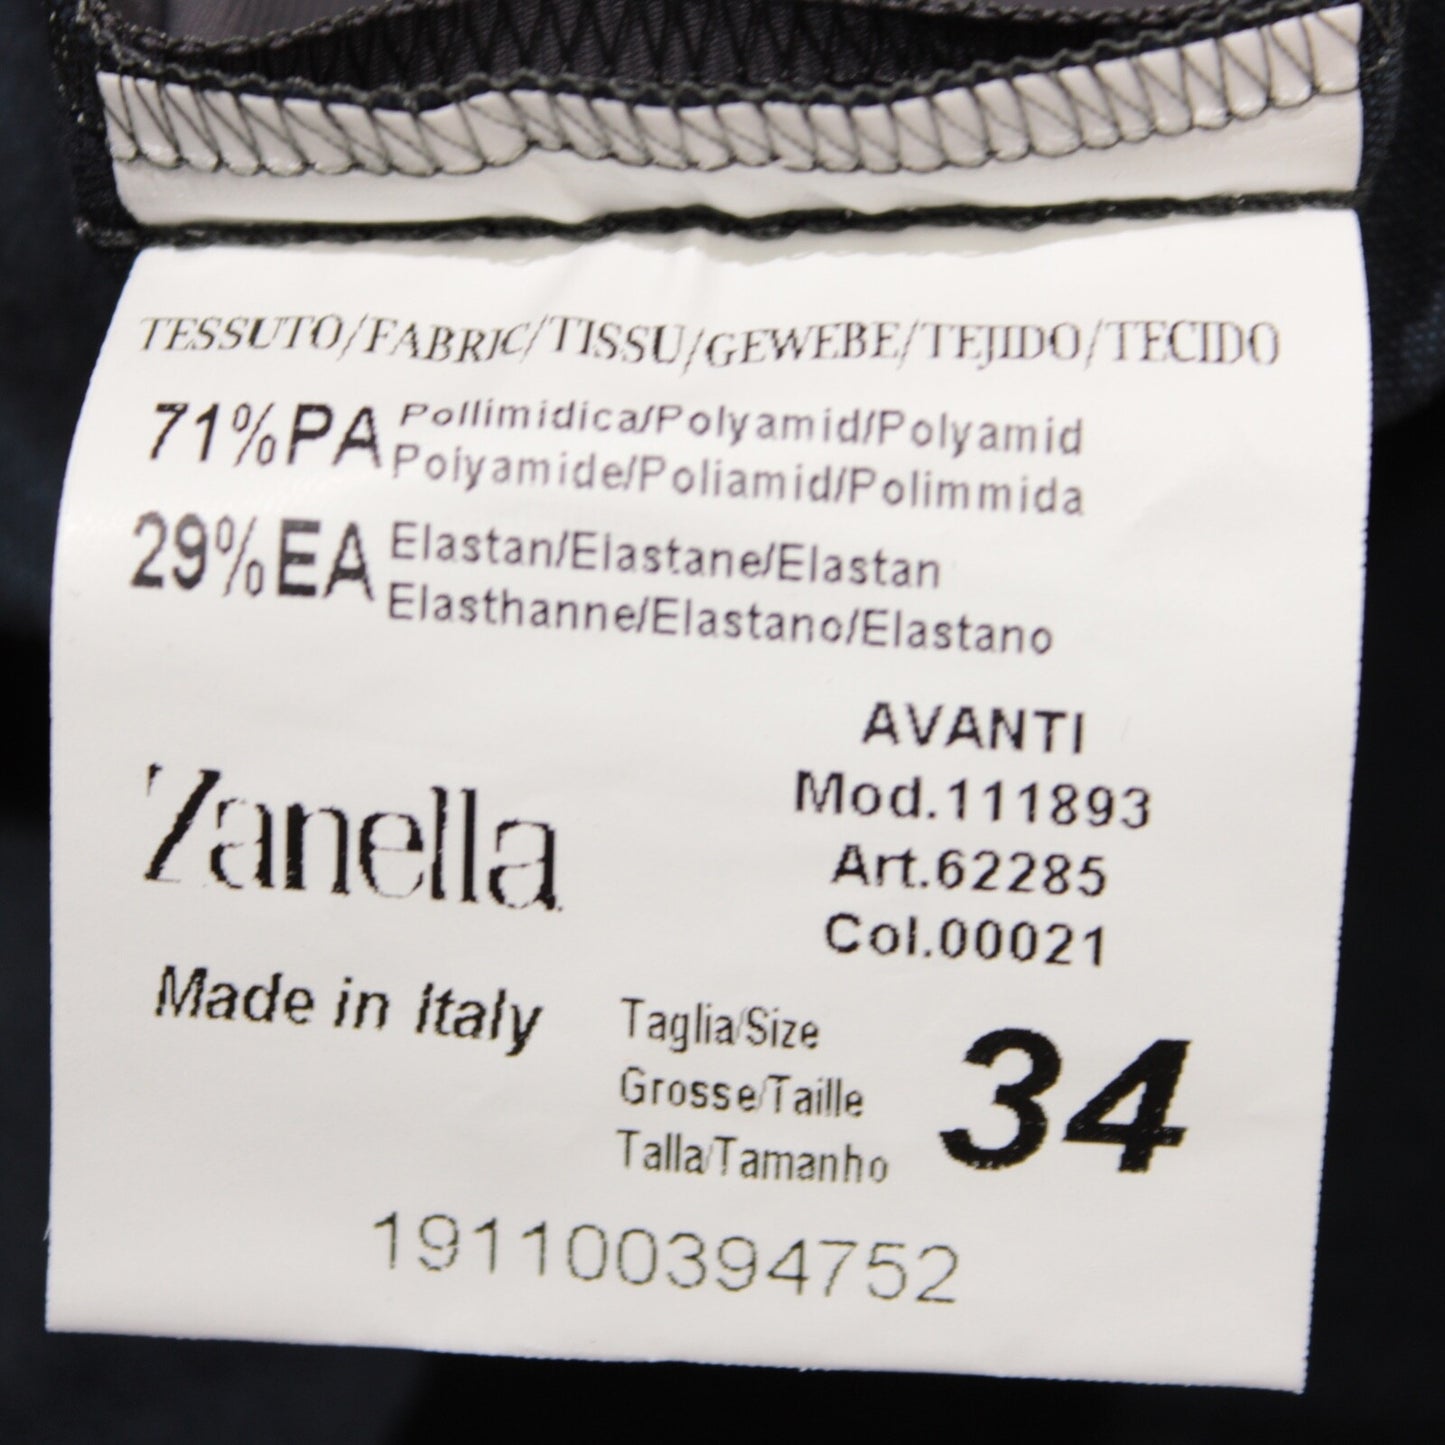 TESSUTO/FABRIC/TISSU/GEWEBE/TEJIDO/TECIDO
71%PA Pollimidica/Polyamid/Polyamid
Polyamide/Poliamid/Polimmida
29%EA Elastan/Elastane/Elastan
Elasthanne/Elastano/Elastano
AVANTI
Mod.111893
Art.62285
Col.00021
Zanella
Made in Italy
Taglia/Size
Grosse/Taille
Talla/Tamanho
34
191100394752